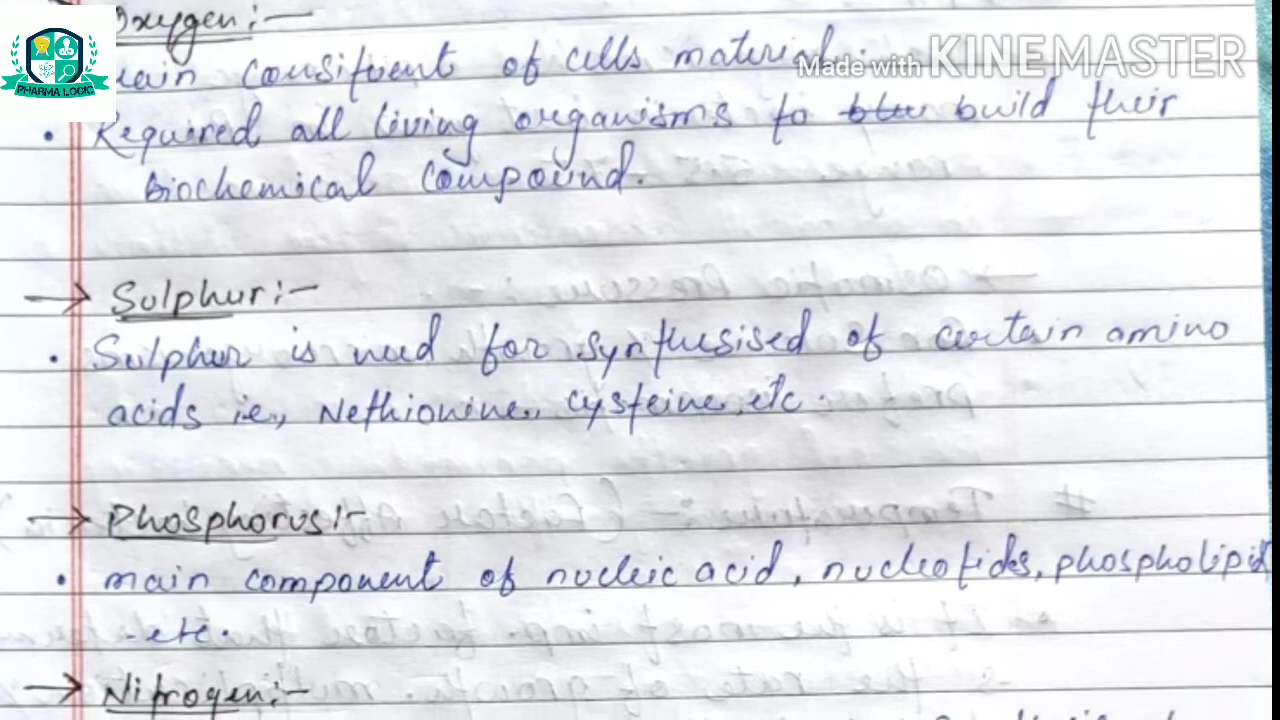 Oxygen:-
main consituent of cells material.
Made with KINEMASTER
PHARMA LOGIC
• Required all living organisms to build their
Biochemical compound.
→ Sulphur:-
• Sulphur is need for synthesised of certain amino
acids ie., Methionine, cysteine, etc.
→ Phosphorus:-
• main component of nucleic acid, nucleotides, phospholipid
etc.
→ Nitrogen:-